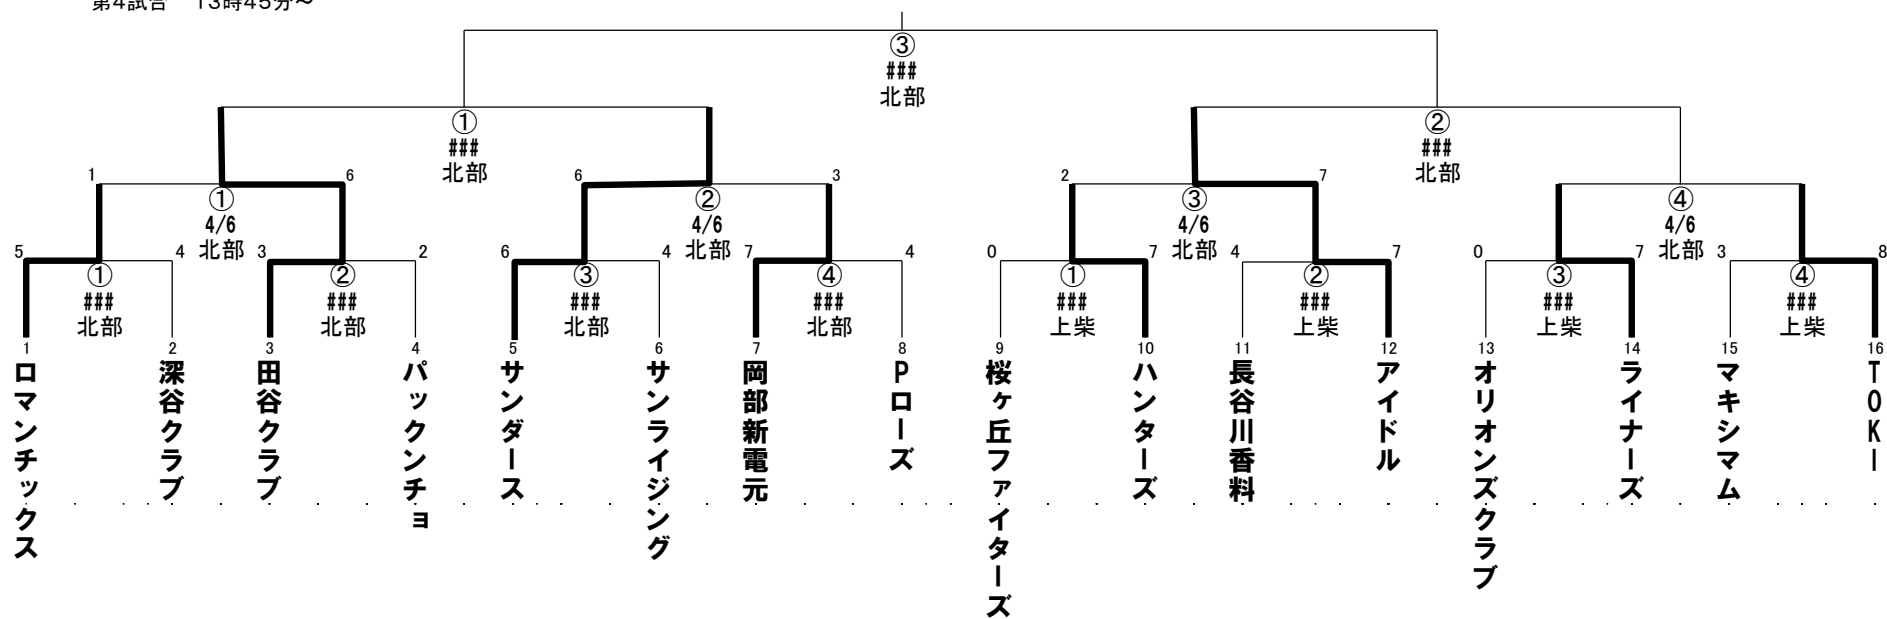 第4試合　13時45分～
③
###
北部
①
###
北部
②
###
北部
1
6
6
3
2
7
①
4/6
北部
②
4/6
北部
③
4/6
北部
④
4/6
北部
5
4
3
2
6
4
7
4
0
7
4
7
0
7
3
8
①
###
北部
②
###
北部
③
###
北部
④
###
北部
①
###
上柴
②
###
上柴
③
###
上柴
④
###
上柴
1
2
3
4
5
6
7
8
9
10
11
12
13
14
15
16
ロマンチックス
深谷クラブ
田谷クラブ
パックンチョ
サンダース
サンライジング
岡部新電元
Pローズ
桜ヶ丘ファイターズ
ハンターズ
長谷川香料
アイドル
オリオンズクラブ
ライナーズ
マキシマム
TOKI